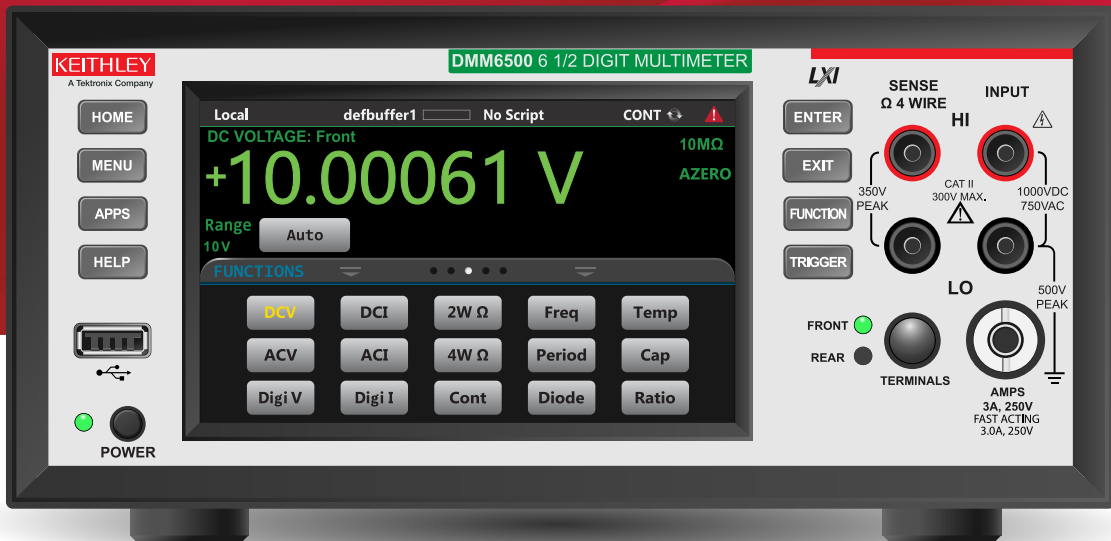 KEITHLEY
A Tektronix Company
DMM6500 6 1/2 DIGIT MULTIMETER
LXI
HOME
MENU
APPS
HELP
POWER
Local defbuffer1 No Script CONT
DC VOLTAGE: Front
+10.00061 V
10MΩ
AZERO
Range
10V
Auto
FUNCTIONS
DCV DCI 2W Ω Freq Temp
ACV ACI 4W Ω Period Cap
Digi V Digi I Cont Diode Ratio
ENTER
EXIT
FUNCTION
TRIGGER
SENSE
Ω 4 WIRE
INPUT
HI
350V
PEAK
CAT II
300V MAX.
1000VDC
750VAC
LO
500V
PEAK
FRONT
REAR
TERMINALS
AMPS
3A, 250V
FAST ACTING
3.0A, 250V